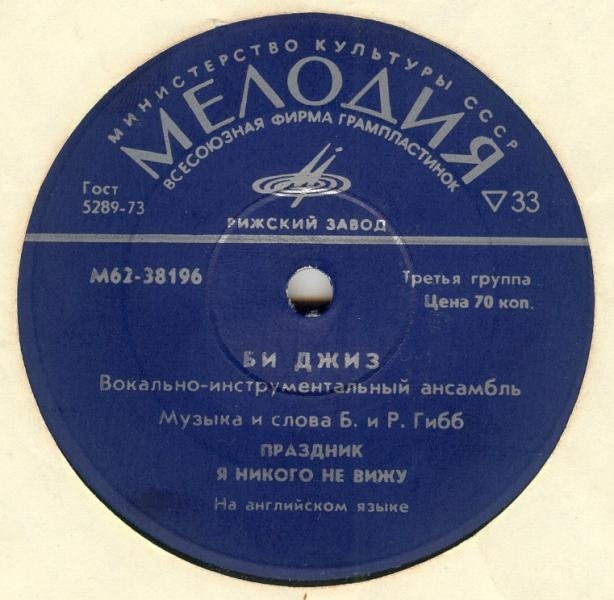 МИНИСТЕРСТВО КУЛЬТУРЫ СССР
МЕЛОДИЯ
ВСЕСОЮЗНАЯ ФИРМА ГРАМПЛАСТИНОК
Гост
5289-73
▽33
РИЖСКИЙ ЗАВОД
М62-38196
Третья группа
Цена 70 коп.
БИ ДЖИЗ
Вокально-инструментальный ансамбль
Музыка и слова Б. и Р. Гибб
ПРАЗДНИК
Я НИКОГО НЕ ВИЖУ
На английском языке